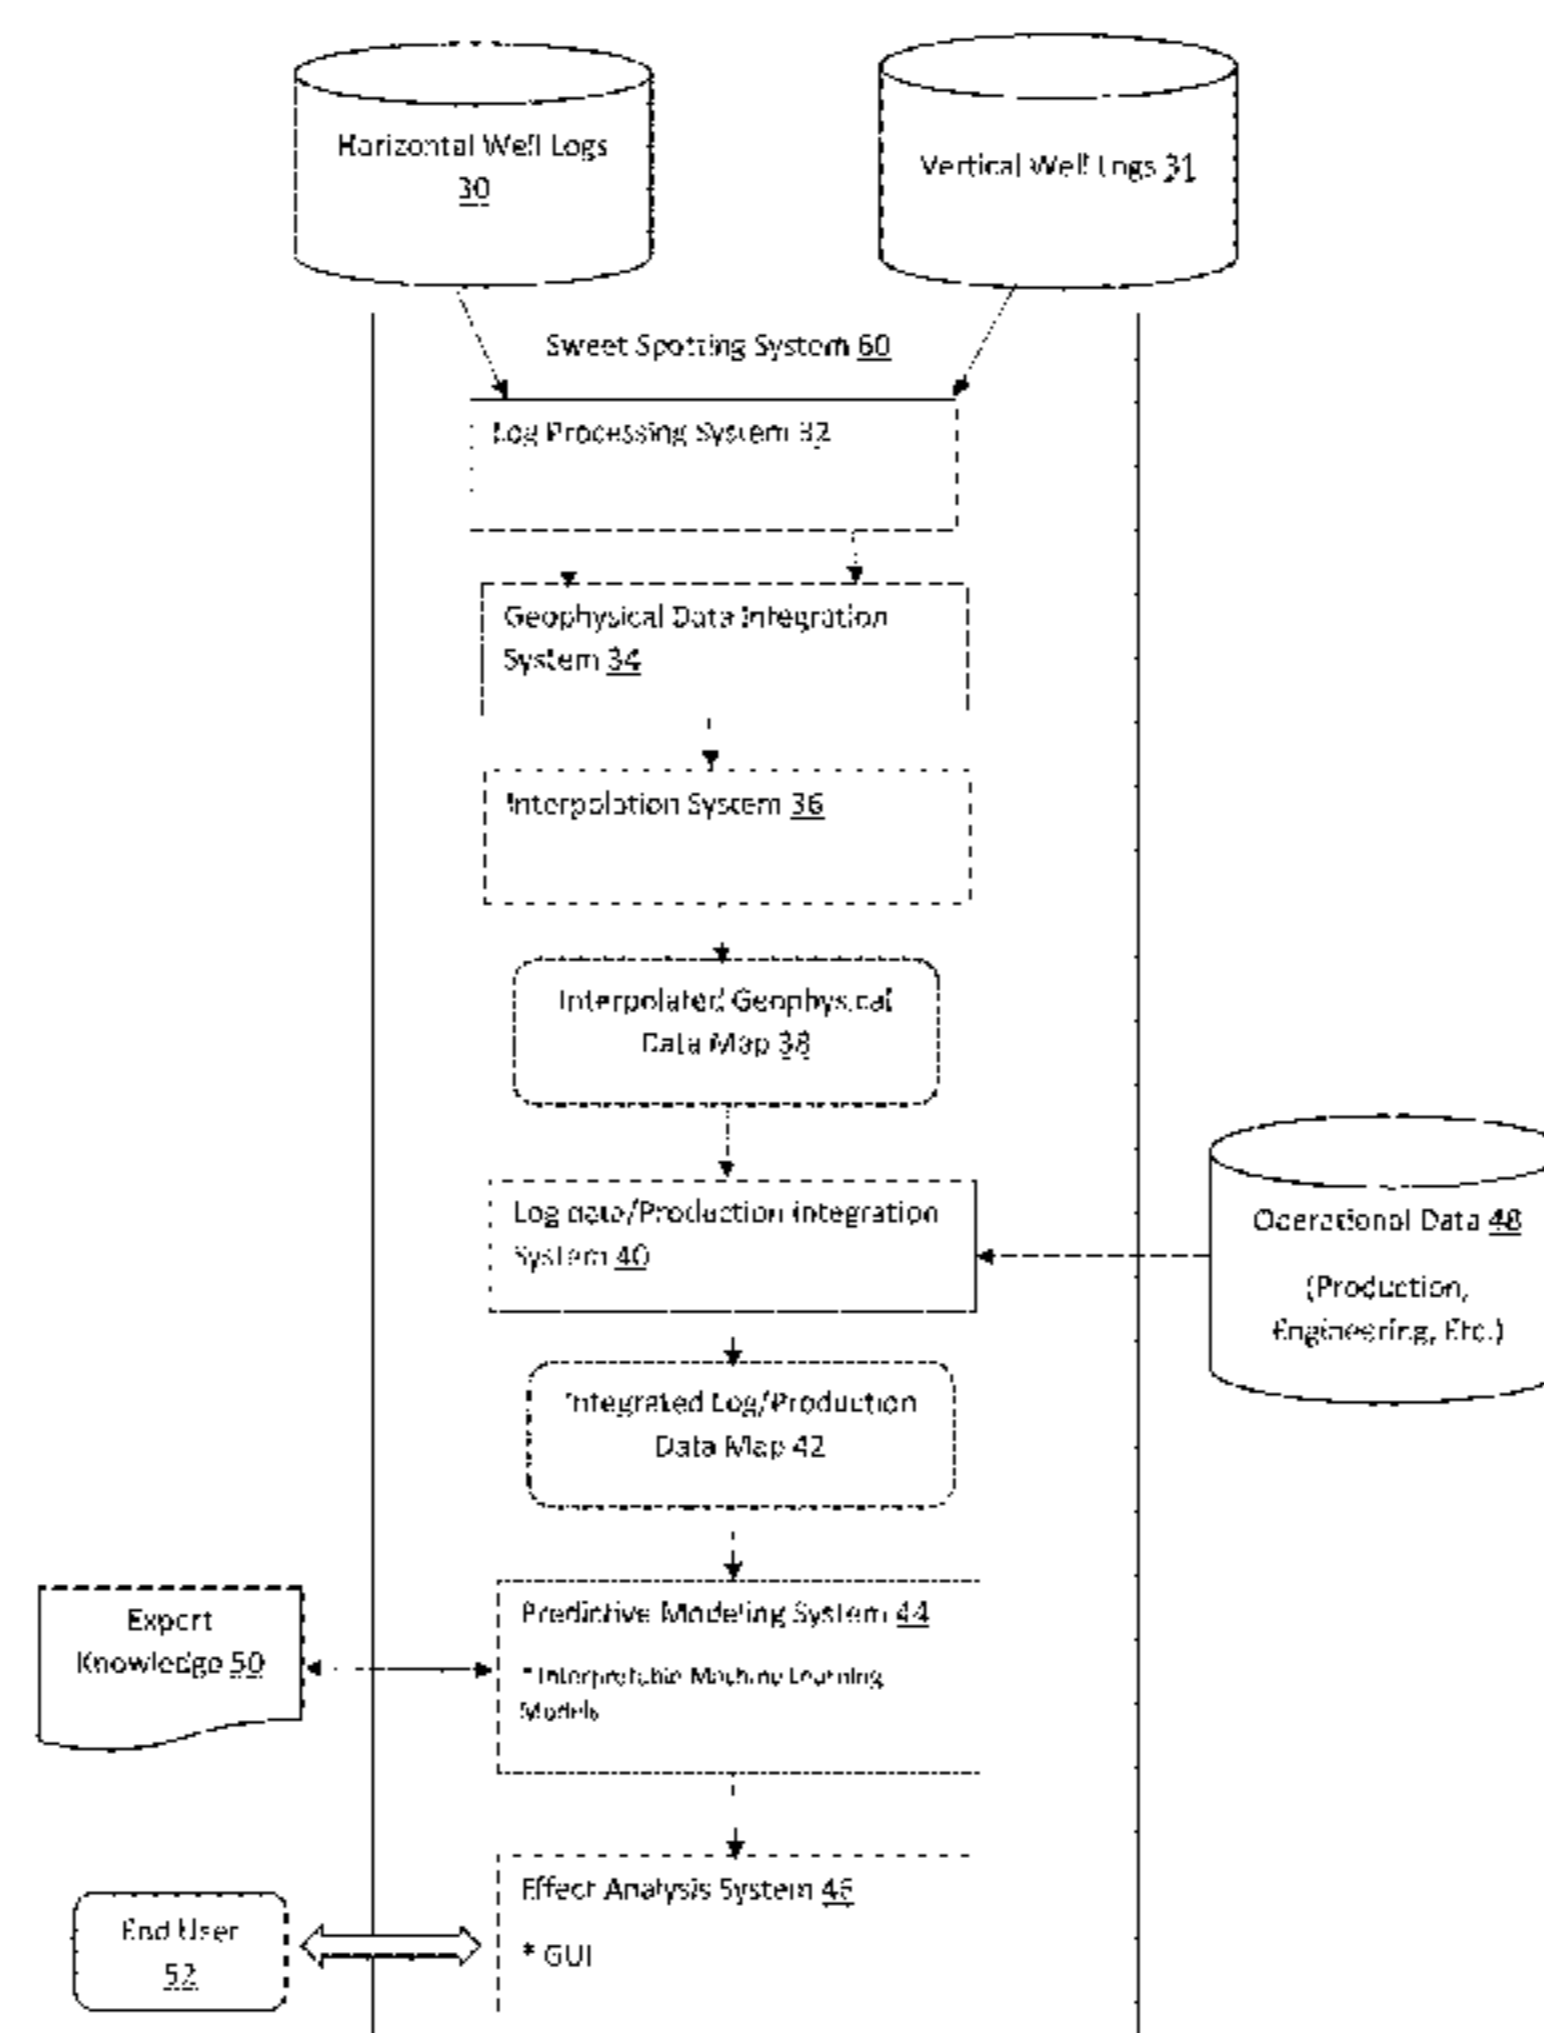 Horizontal Well Logs
30
Vertical Well Logs 31
Sweet Spotting System 60
Log Processing System 32
Geophysical Data Integration
System 34
Interpolation System 36
Interpolated Geophysical
Data Map 38
Log data/Production integration
System 40
Operational Data 48
(Production,
Engineering, Etc.)
Integrated Log/Production
Data Map 42
Expert
Knowledge 50
Predictive Modeling System 44
* Interpretable Machine Learning
Models
Effect Analysis System 46
* GUI
End User
52